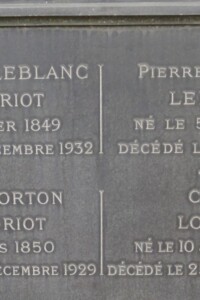 LEBLANC
RIOT
ER 1849
ÉCEMBRE 1932
ORTON
RIOT
S 1850
DÉCEMBRE 1929
PIERRE
LE
NÉ LE 5
DÉCÉDÉ L
C
LO
NÉ LE 10
DÉCÉDÉ LE 2